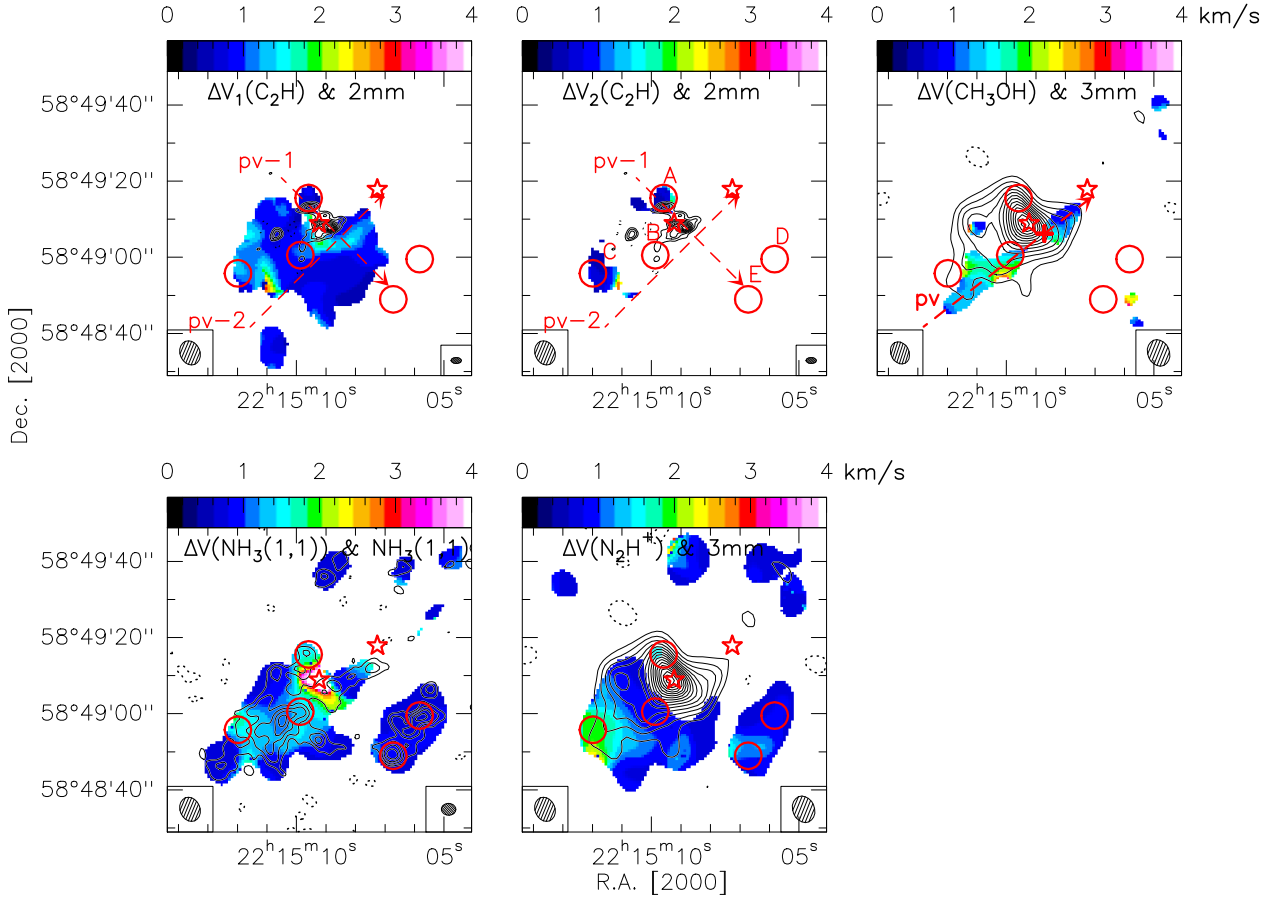 0 1 2 3 4 0 1 2 3 4 0 1 2 3 4 km/s
ΔV₁(C₂H) & 2mm ΔV₂(C₂H) & 2mm ΔV(CH₃OH) & 3mm
58°49'40''
58°49'20''
58°49'00''
58°48'40''
pv-1
pv-2
pv-1
A
B
C
D
E
pv-2
pv
22ʰ15ᵐ10ˢ 05ˢ 22ʰ15ᵐ10ˢ 05ˢ 22ʰ15ᵐ10ˢ 05ˢ
Dec. [2000]
0 1 2 3 4 0 1 2 3 4 km/s
ΔV(NH₃(1,1)) & NH₃(1,1) ΔV(N₂H⁺) & 3mm
58°49'40''
58°49'20''
58°49'00''
58°48'40''
22ʰ15ᵐ10ˢ 05ˢ 22ʰ15ᵐ10ˢ 05ˢ
R.A. [2000]